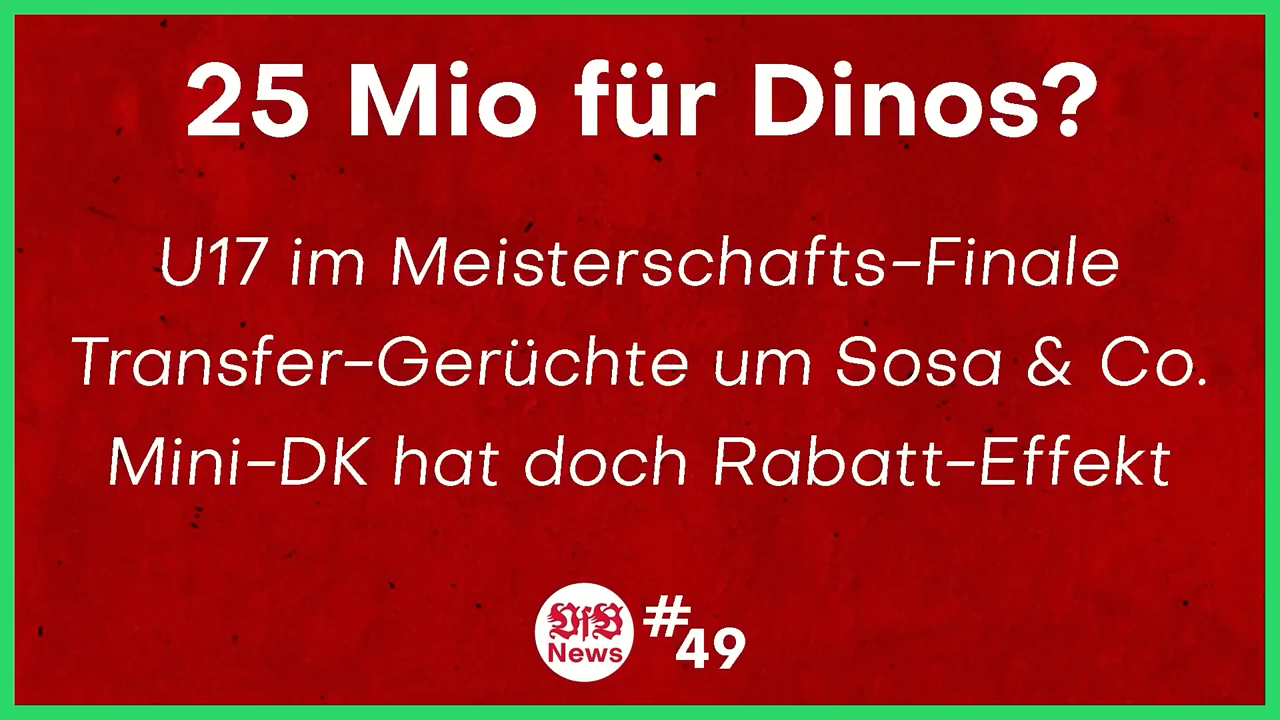 25 Mio für Dinos?
U17 im Meisterschafts-Finale
Transfer-Gerüchte um Sosa & Co.
Mini-DK hat doch Rabatt-Effekt
VfB
News
#49